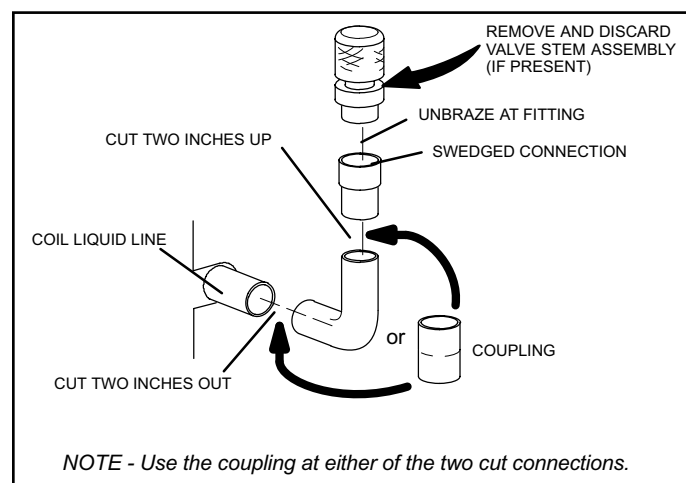 REMOVE AND DISCARD
VALVE STEM ASSEMBLY
(IF PRESENT)
UNBRAZE AT FITTING
CUT TWO INCHES UP
SWEDGED CONNECTION
COIL LIQUID LINE
or
COUPLING
CUT TWO INCHES OUT
NOTE - Use the coupling at either of the two cut connections.